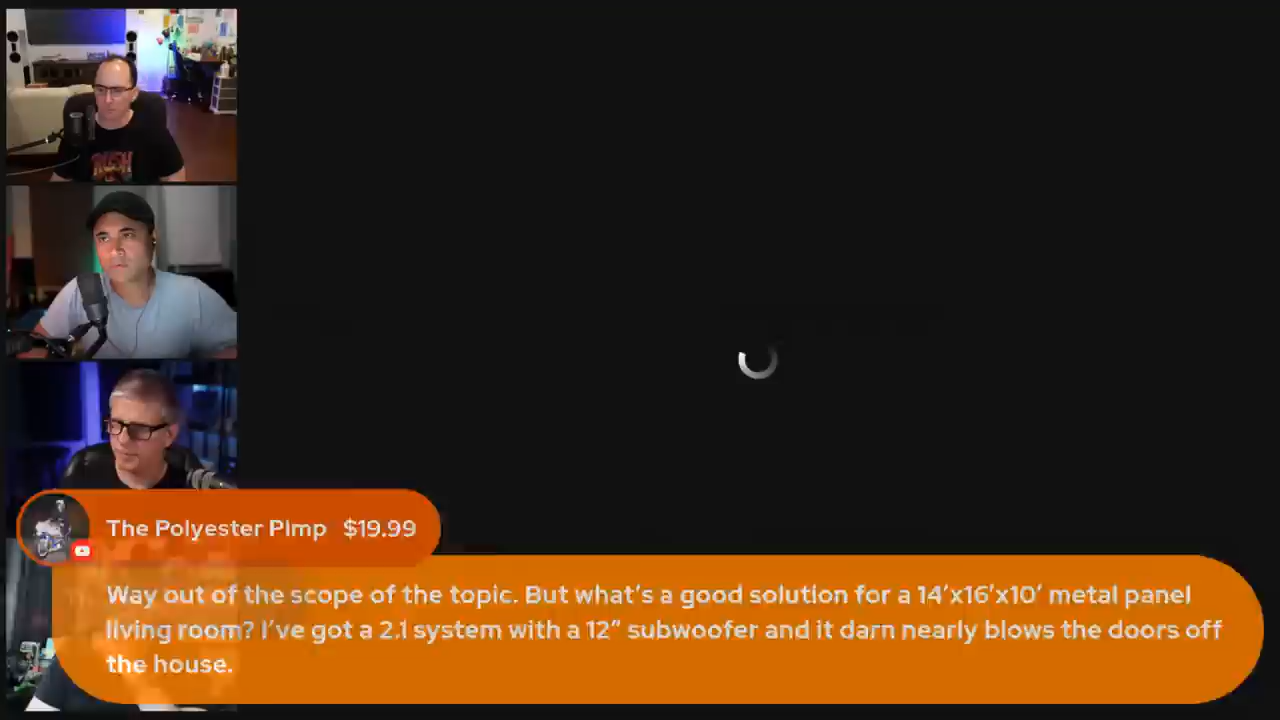 RUSH
The Polyester Pimp $19.99
Way out of the scope of the topic. But what's a good solution for a 14'x16'x10' metal panel
living room? I've got a 2.1 system with a 12" subwoofer and it darn nearly blows the doors off
the house.